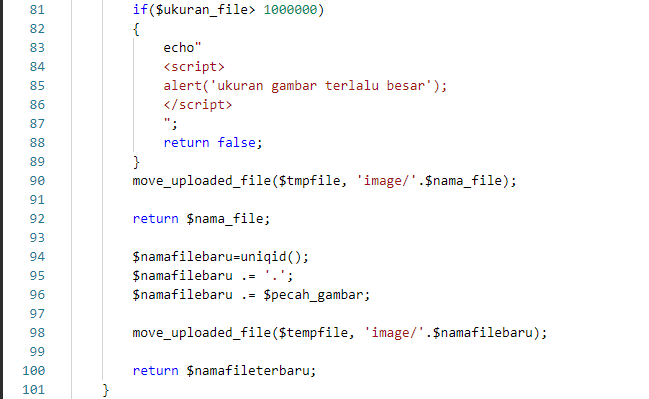 81 if($ukuran_file> 1000000)
82 {
83 echo"
84 <script>
85 alert('ukuran gambar terlalu besar');
86 </script>
87 ";
88 return false;
89 }
90 move_uploaded_file($tmpfile, 'image/'.$nama_file);
91
92 return $nama_file;
93
94 $namafilebaru=uniqid();
95 $namafilebaru .= '.';
96 $namafilebaru .= $pecah_gambar;
97
98 move_uploaded_file($tempfile, 'image/'.$namafilebaru);
99
100 return $namafileterbaru;
101 }